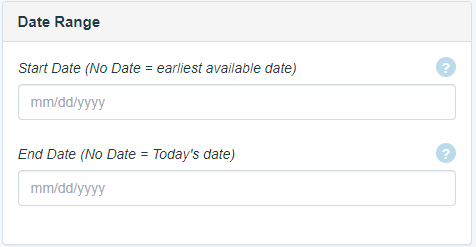 Date Range
Start Date (No Date = earliest available date) ?
mm/dd/yyyy
End Date (No Date = Today's date) ?
mm/dd/yyyy